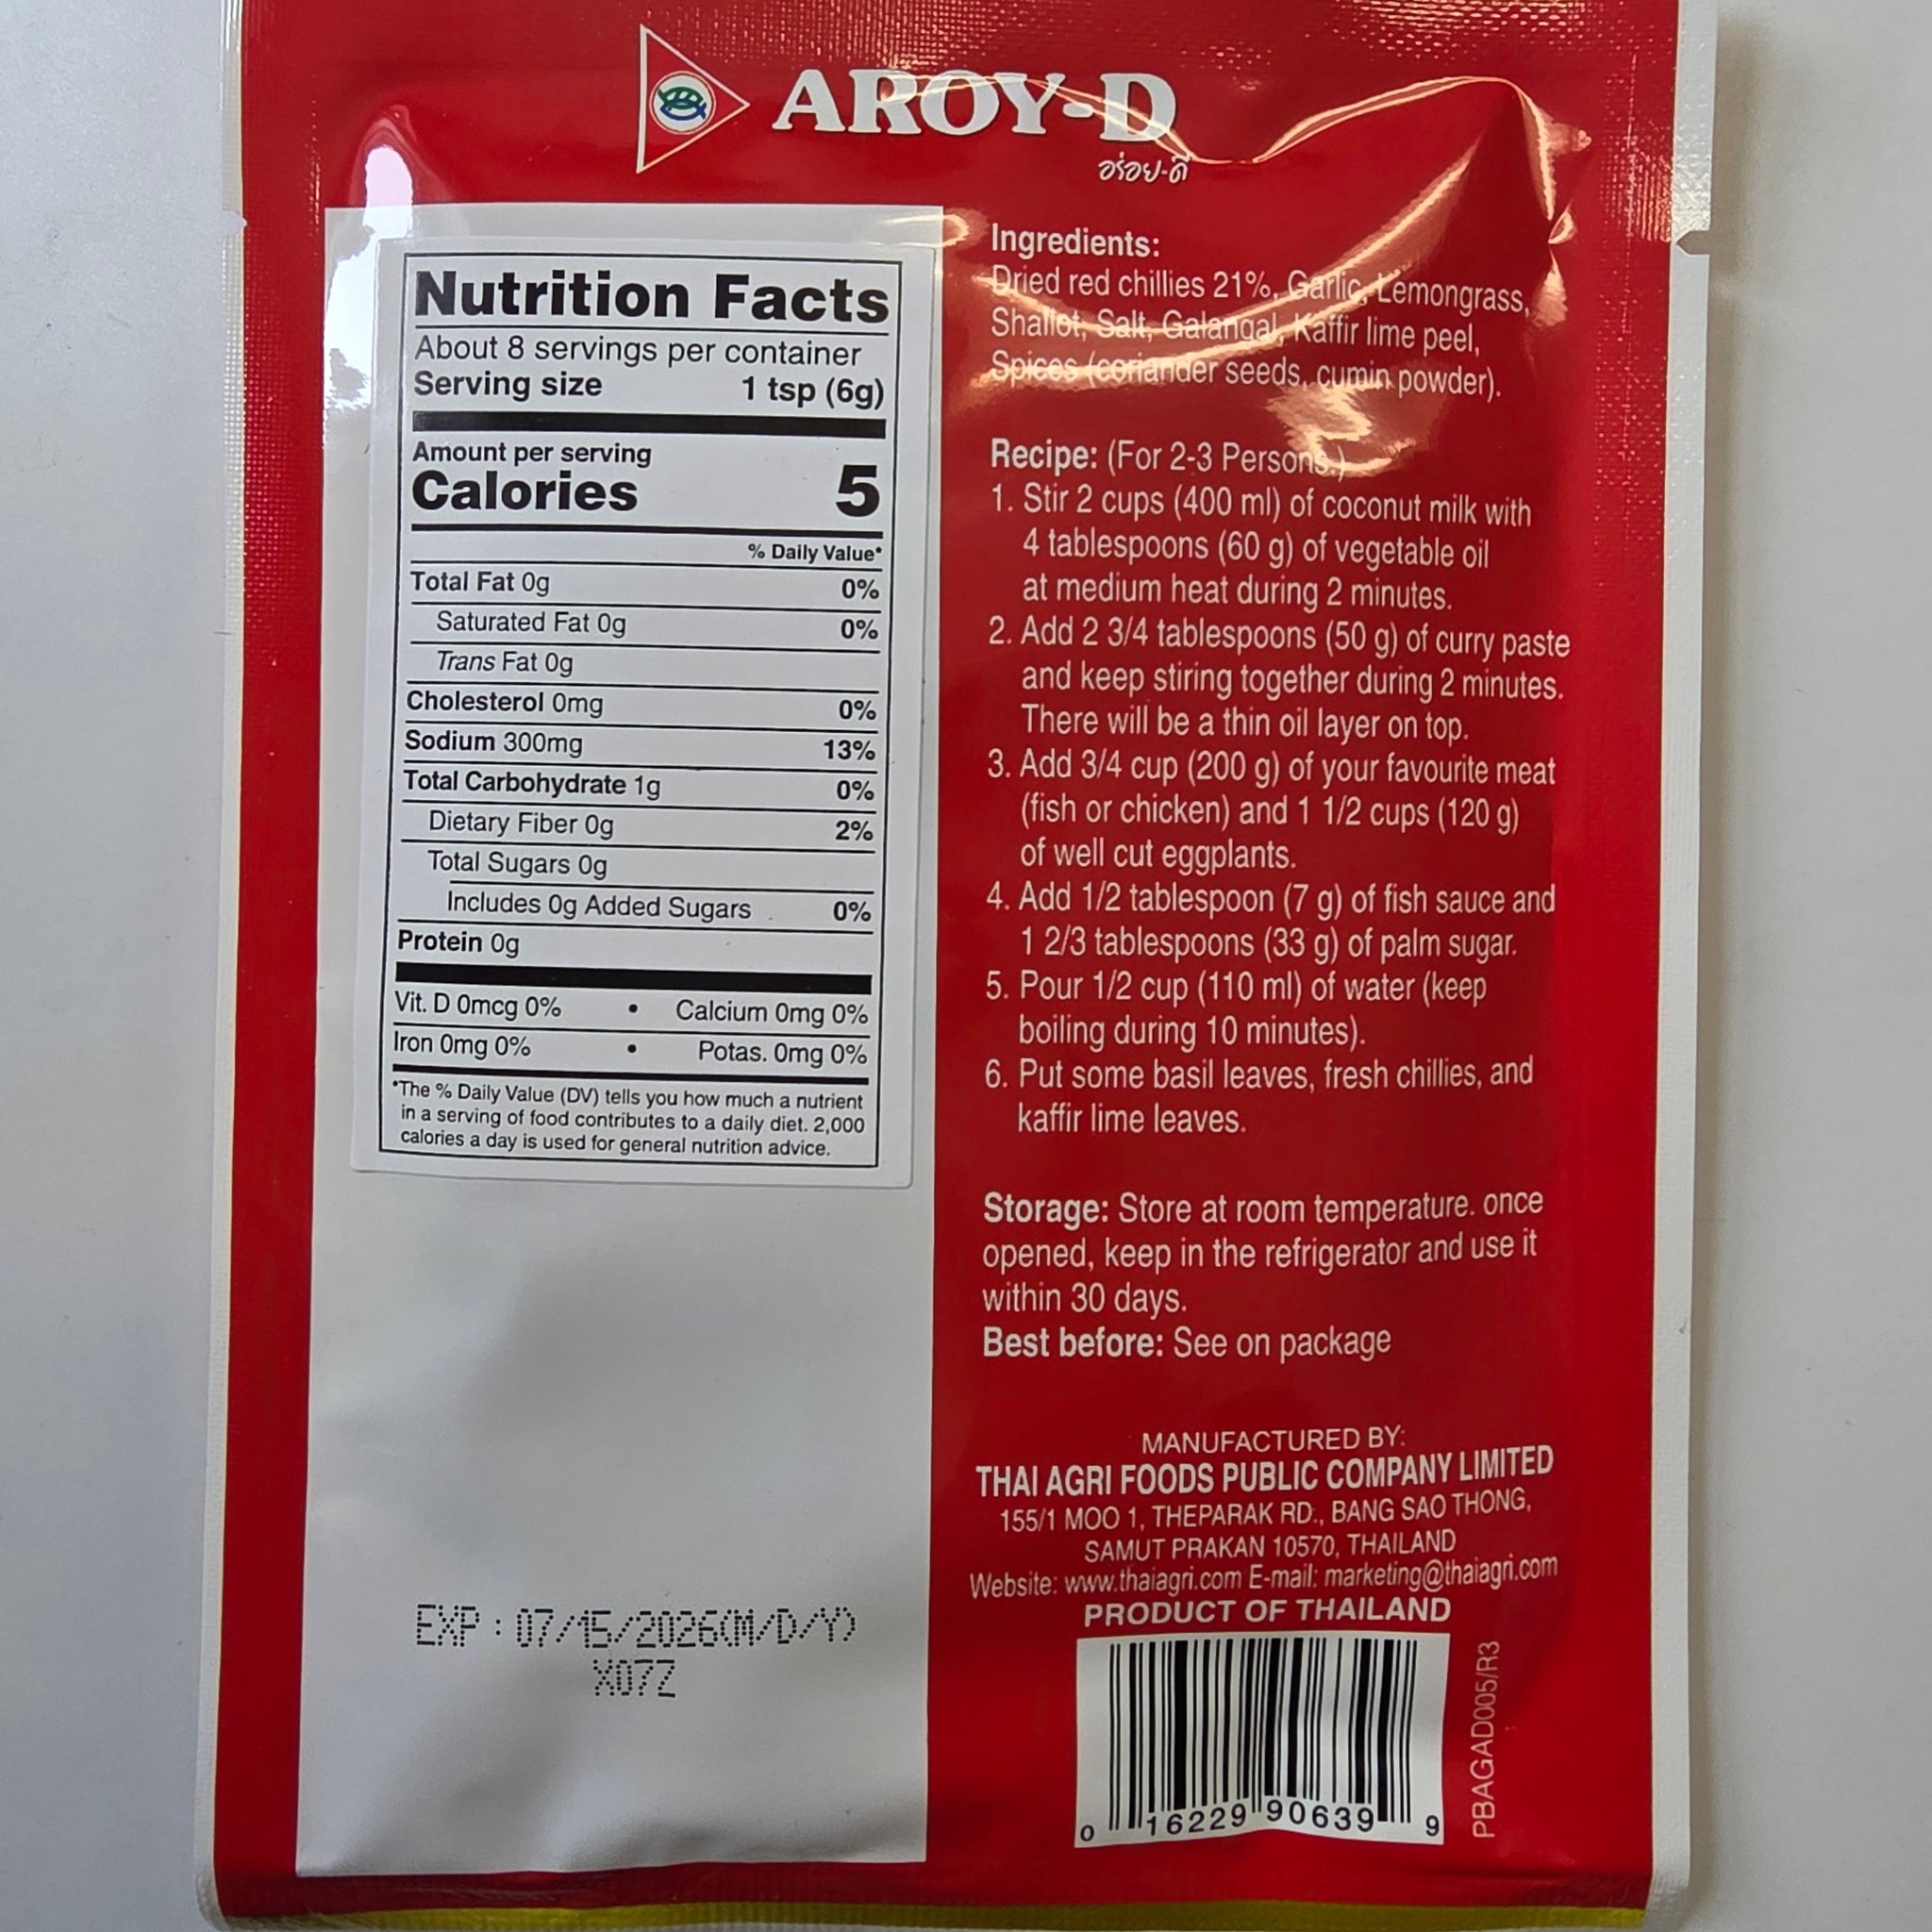 AROY-D
อร่อย-ดี
Nutrition Facts
About 8 servings per container
Serving size 1 tsp (6g)
Amount per serving
Calories 5
% Daily Value*
Total Fat 0g 0%
Saturated Fat 0g 0%
Trans Fat 0g
Cholesterol 0mg 0%
Sodium 300mg 13%
Total Carbohydrate 1g 0%
Dietary Fiber 0g 2%
Total Sugars 0g
Includes 0g Added Sugars 0%
Protein 0g
Vit. D 0mcg 0% • Calcium 0mg 0%
Iron 0mg 0% • Potas. 0mg 0%
*The % Daily Value (DV) tells you how much a nutrient
in a serving of food contributes to a daily diet. 2,000
calories a day is used for general nutrition advice.
EXP : 07/15/2026(M/D/Y)
X07Z
Ingredients:
Dried red chillies 21%, Garlic, Lemongrass,
Shallot, Salt, Galangal, Kaffir lime peel,
Spices (coriander seeds, cumin powder).
Recipe: (For 2-3 Persons.)
1. Stir 2 cups (400 ml) of coconut milk with
4 tablespoons (60 g) of vegetable oil
at medium heat during 2 minutes.
2. Add 2 3/4 tablespoons (50 g) of curry paste
and keep stiring together during 2 minutes.
There will be a thin oil layer on top.
3. Add 3/4 cup (200 g) of your favourite meat
(fish or chicken) and 1 1/2 cups (120 g)
of well cut eggplants.
4. Add 1/2 tablespoon (7 g) of fish sauce and
1 2/3 tablespoons (33 g) of palm sugar.
5. Pour 1/2 cup (110 ml) of water (keep
boiling during 10 minutes).
6. Put some basil leaves, fresh chillies, and
kaffir lime leaves.
Storage: Store at room temperature. once
opened, keep in the refrigerator and use it
within 30 days.
Best before: See on package
MANUFACTURED BY:
THAI AGRI FOODS PUBLIC COMPANY LIMITED
155/1 MOO 1, THEPARAK RD., BANG SAO THONG,
SAMUT PRAKAN 10570, THAILAND
Website: www.thaiagri.com E-mail: marketing@thaiagri.com
PRODUCT OF THAILAND
0 16229 90639 9
PBAGAD005/R3